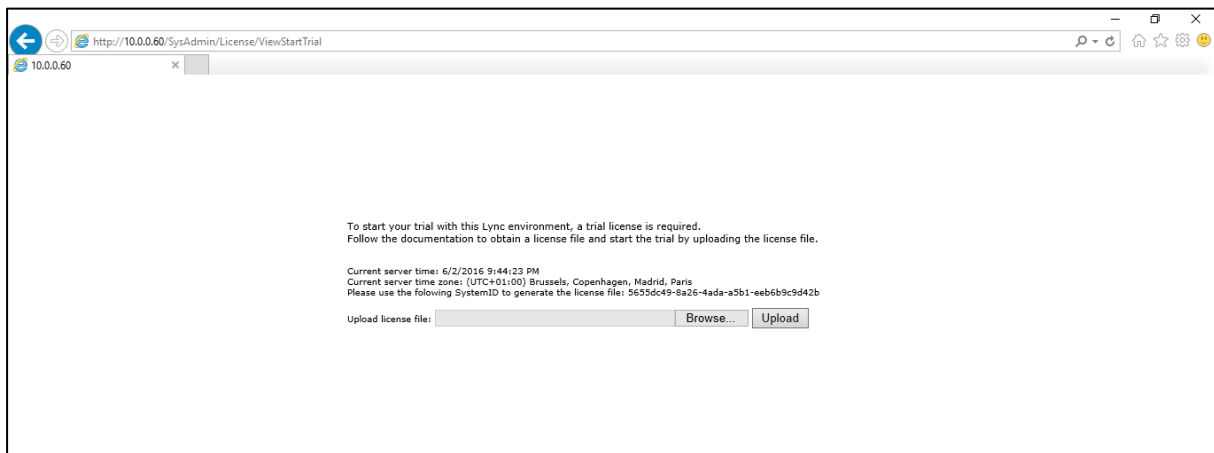 http://10.0.0.60/SysAdmin/License/ViewStartTrial
10.0.0.60
To start your trial with this Lync environment, a trial license is required.
Follow the documentation to obtain a license file and start the trial by uploading the license file.
Current server time: 6/2/2016 9:44:23 PM
Current server time zone: (UTC+01:00) Brussels, Copenhagen, Madrid, Paris
Please use the folowing SystemID to generate the license file: 5655dc49-8a26-4ada-a5b1-eeb6b9c9d42b
Upload license file: Browse... Upload